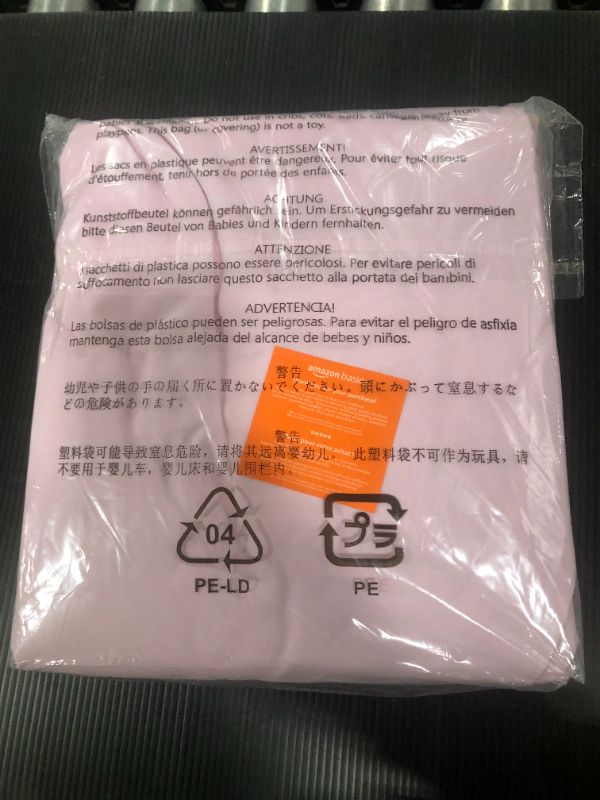 Do not use in cribs,
playpens. This bag (or covering) is not a toy.
AVERTISSEMENT!
Les sacs en plastique peuvent être dangereux. Pour éviter tout risque
d'étouffement, tenir hors de portée des enfants.
ACHTUNG
Kunststoffbeutel können gefährlich sein. Um Erstickungsgefahr zu vermeiden
bitte diesen Beutel von Babies und Kindern fernhalten.
ATTENZIONE
I sacchetti di plastica possono essere pericolosi. Per evitare pericoli di
suffocamento non lasciare questo sacchetto alla portata dei bambini.
ADVERTENCIA!
Las bolsas de plástico pueden ser peligrosas. Para evitar el peligro de asfixia
mantenga esta bolsa alejada del alcance de bebes y niños.
amazon basics
your purchase!
警告
幼児や子供の手の届く所に置かないでください。頭にかぶって窒息するな
どの危険があります。
警告
塑料袋可能导致窒息危险，请将其远离婴幼儿。 此塑料袋不可作为玩具，请
不要用于婴儿车，婴儿床和婴儿围栏内。
04
PE-LD
プラ
PE